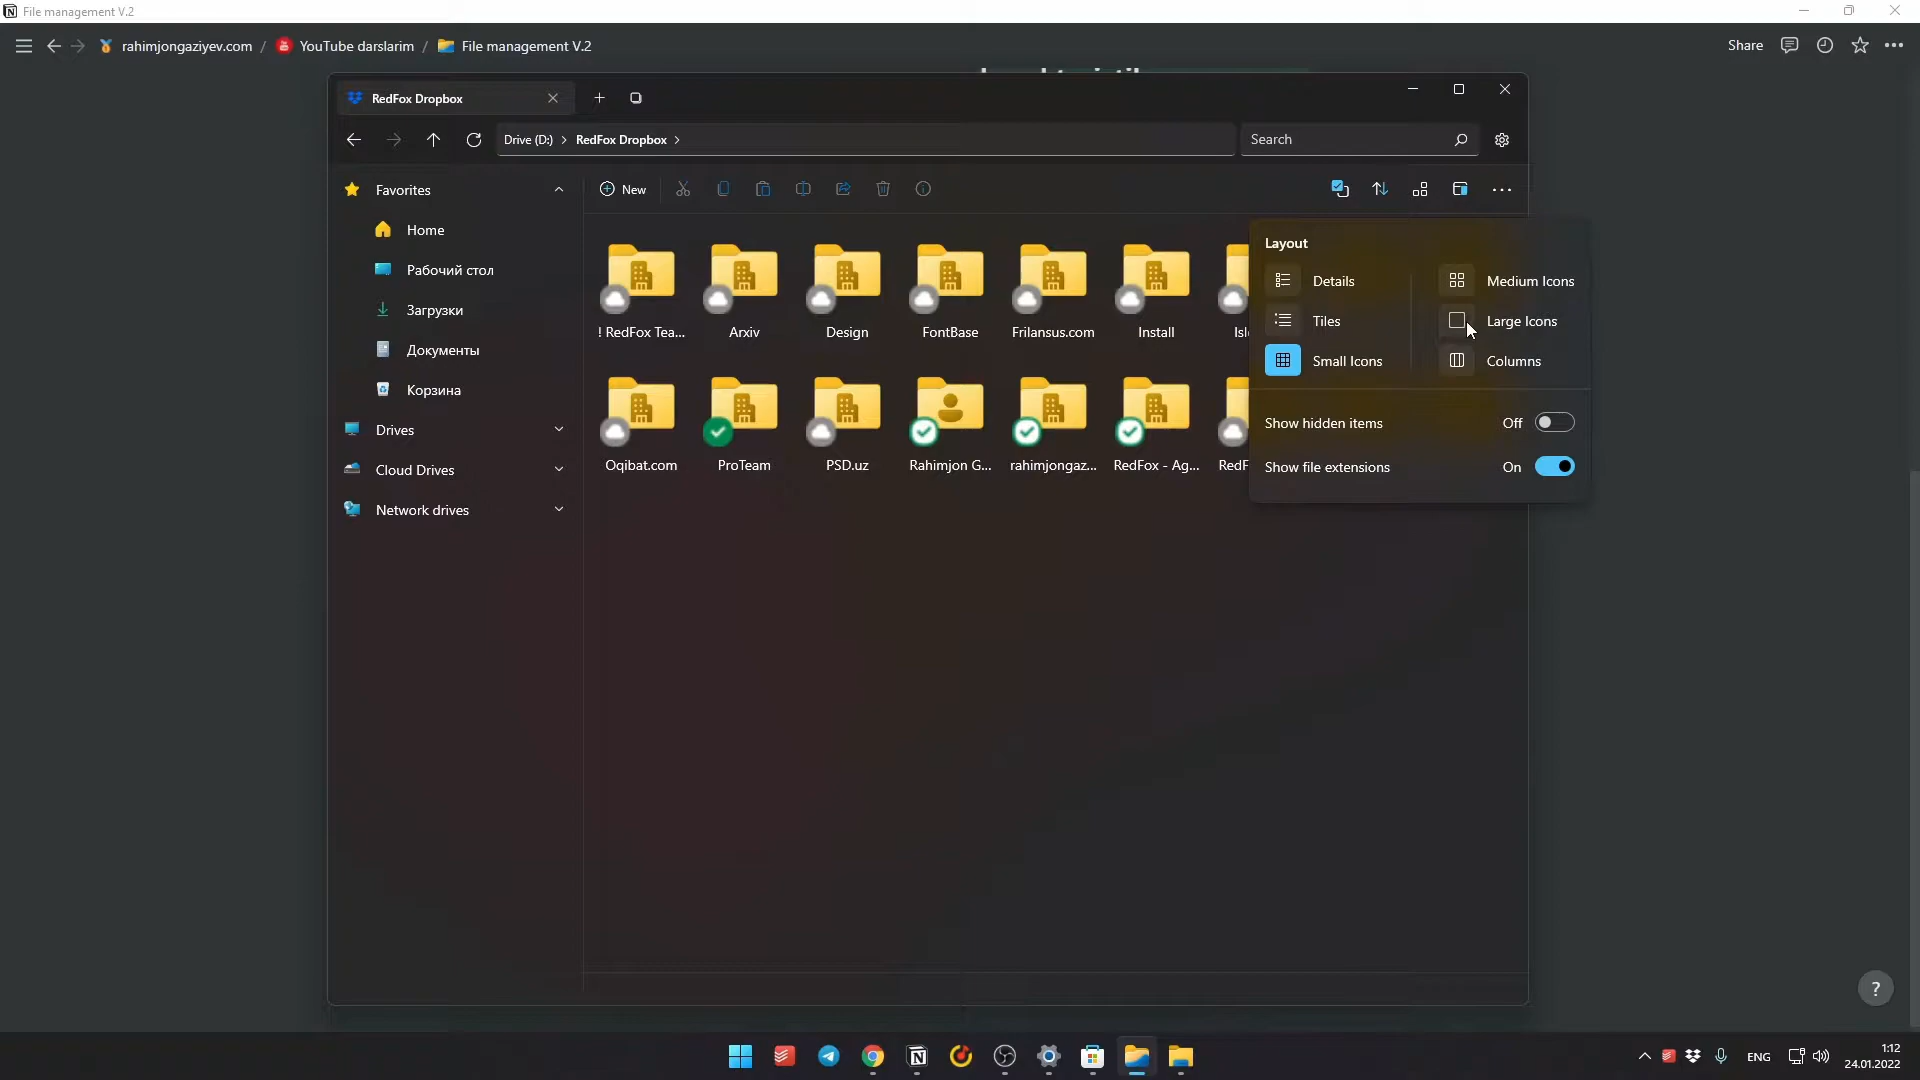 File management V.2
rahimjongaziyev.com / YouTube darslarim / File management V.2
Share
RedFox Dropbox
Drive (D:) > RedFox Dropbox >
Search
Favorites
Home
Рабочий стол
Загрузки
Документы
Корзина
Drives
Cloud Drives
Network drives
New
! RedFox Tea...
Arxiv
Design
FontBase
Frilansus.com
Install
Oqibat.com
ProTeam
PSD.uz
Rahimjon G...
rahimjongaz...
RedFox - Ag...
RedF
Layout
Details
Medium Icons
Tiles
Large Icons
Small Icons
Columns
Show hidden items Off
Show file extensions On
?
ENG
1:12
24.01.2022